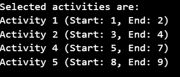 Selected activities are:
Activity 1 (Start: 1, End: 2)
Activity 2 (Start: 3, End: 4)
Activity 4 (Start: 5, End: 7)
Activity 5 (Start: 8, End: 9)